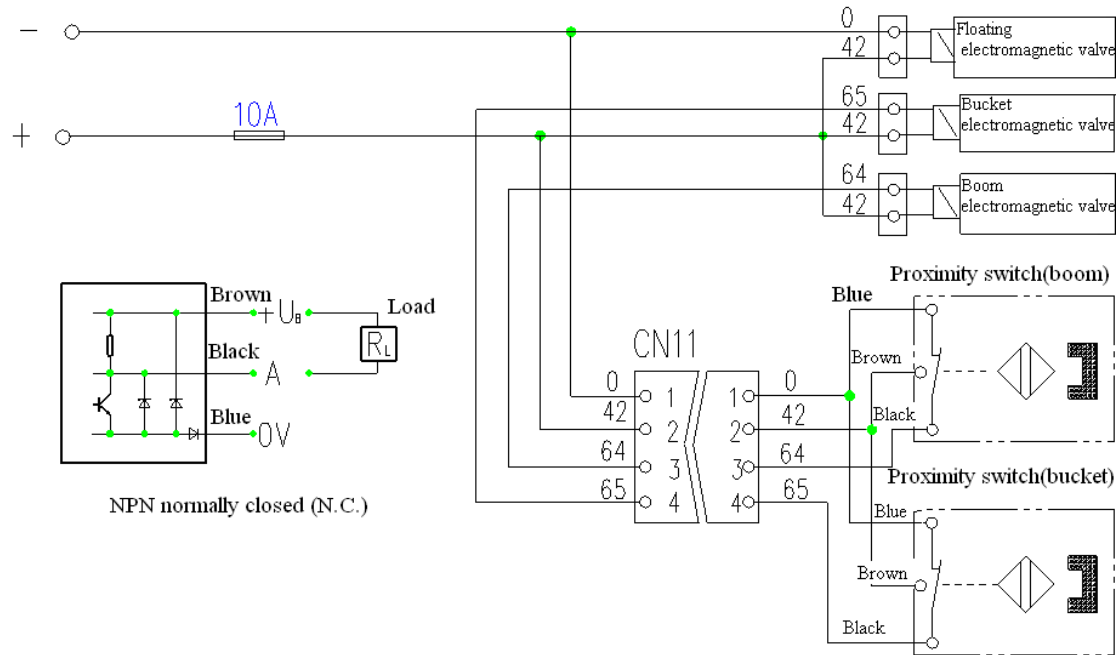 −
0
Floating
42
electromagnetic valve
65
Bucket
+
10A
42
electromagnetic valve
64
Boom
42
electromagnetic valve
Proximity switch(boom)
Brown
+ UB
Load
Blue
RL
Black
A
CN11
Brown
0
1
1
0
Blue
0V
42
2
2
42
Black
64
3
3
64
Proximity switch(bucket)
65
4
4
65
NPN normally closed (N.C.)
Blue
Brown
Black